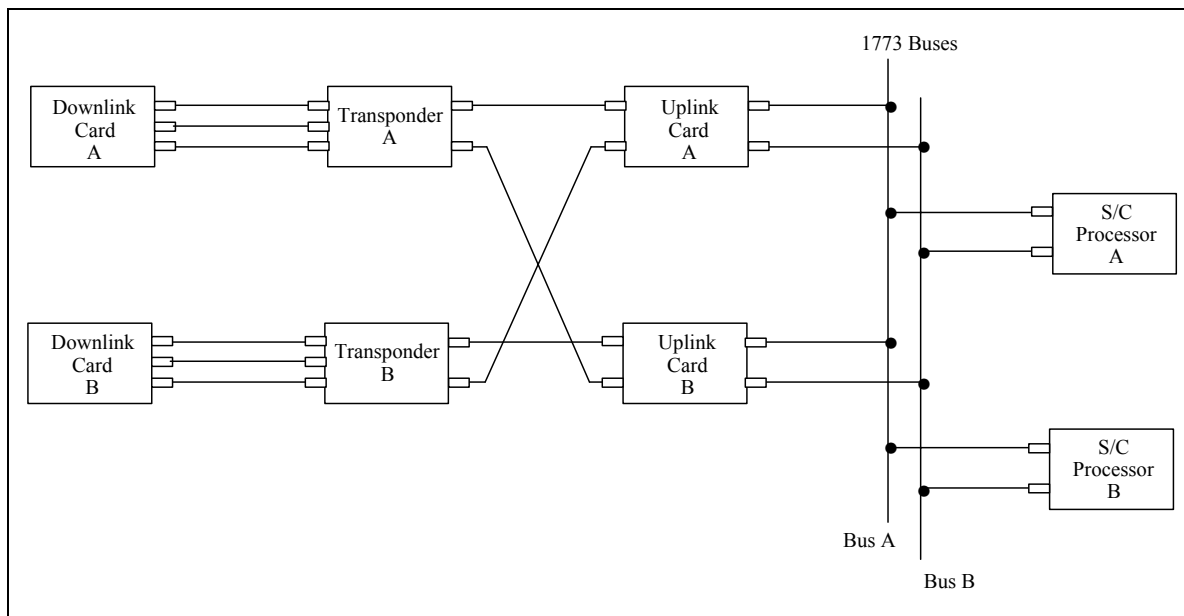 1773 Buses
Downlink
Card
A
Transponder
A
Uplink
Card
A
S/C
Processor
A
Downlink
Card
B
Transponder
B
Uplink
Card
B
S/C
Processor
B
Bus A
Bus B